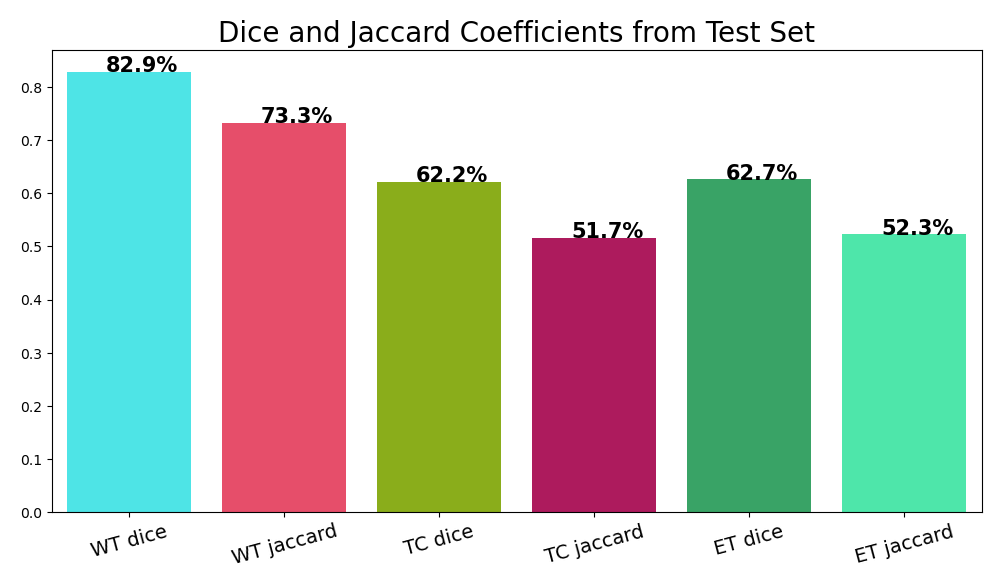 Dice and Jaccard Coefficients from Test Set
82.9%
73.3%
62.2%
51.7%
62.7%
52.3%
0.8
0.7
0.6
0.5
0.4
0.3
0.2
0.1
0.0
WT dice
WT jaccard
TC dice
TC jaccard
ET dice
ET jaccard